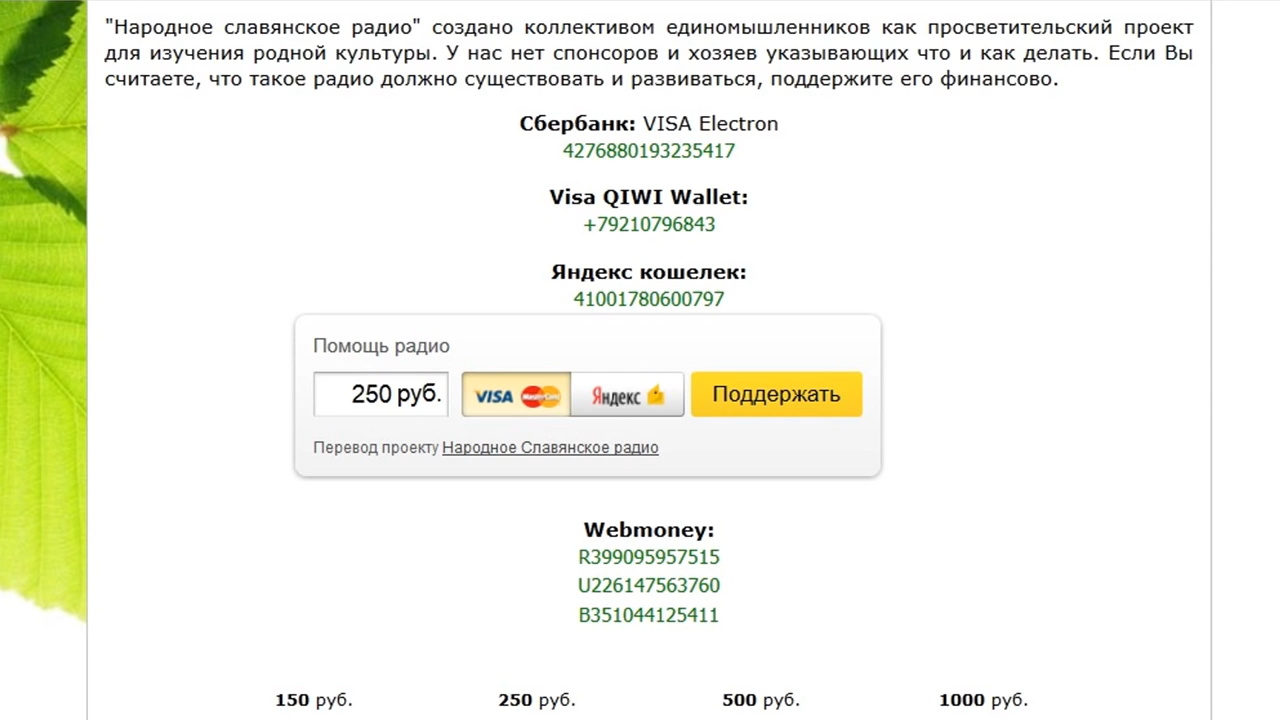 "Народное славянское радио" создано коллективом единомышленников как просветительский проект
для изучения родной культуры. У нас нет спонсоров и хозяев указывающих что и как делать. Если Вы
считаете, что такое радио должно существовать и развиваться, поддержите его финансово.
Сбербанк: VISA Electron
4276880193235417
Visa QIWI Wallet:
+79210796843
Яндекс кошелек:
41001780600797
Помощь радио
250 руб. VISA MasterCard Яндекс Поддержать
Перевод проекту Народное Славянское радио
Webmoney:
R399095957515
U226147563760
B351044125411
150 руб. 250 руб. 500 руб. 1000 руб.